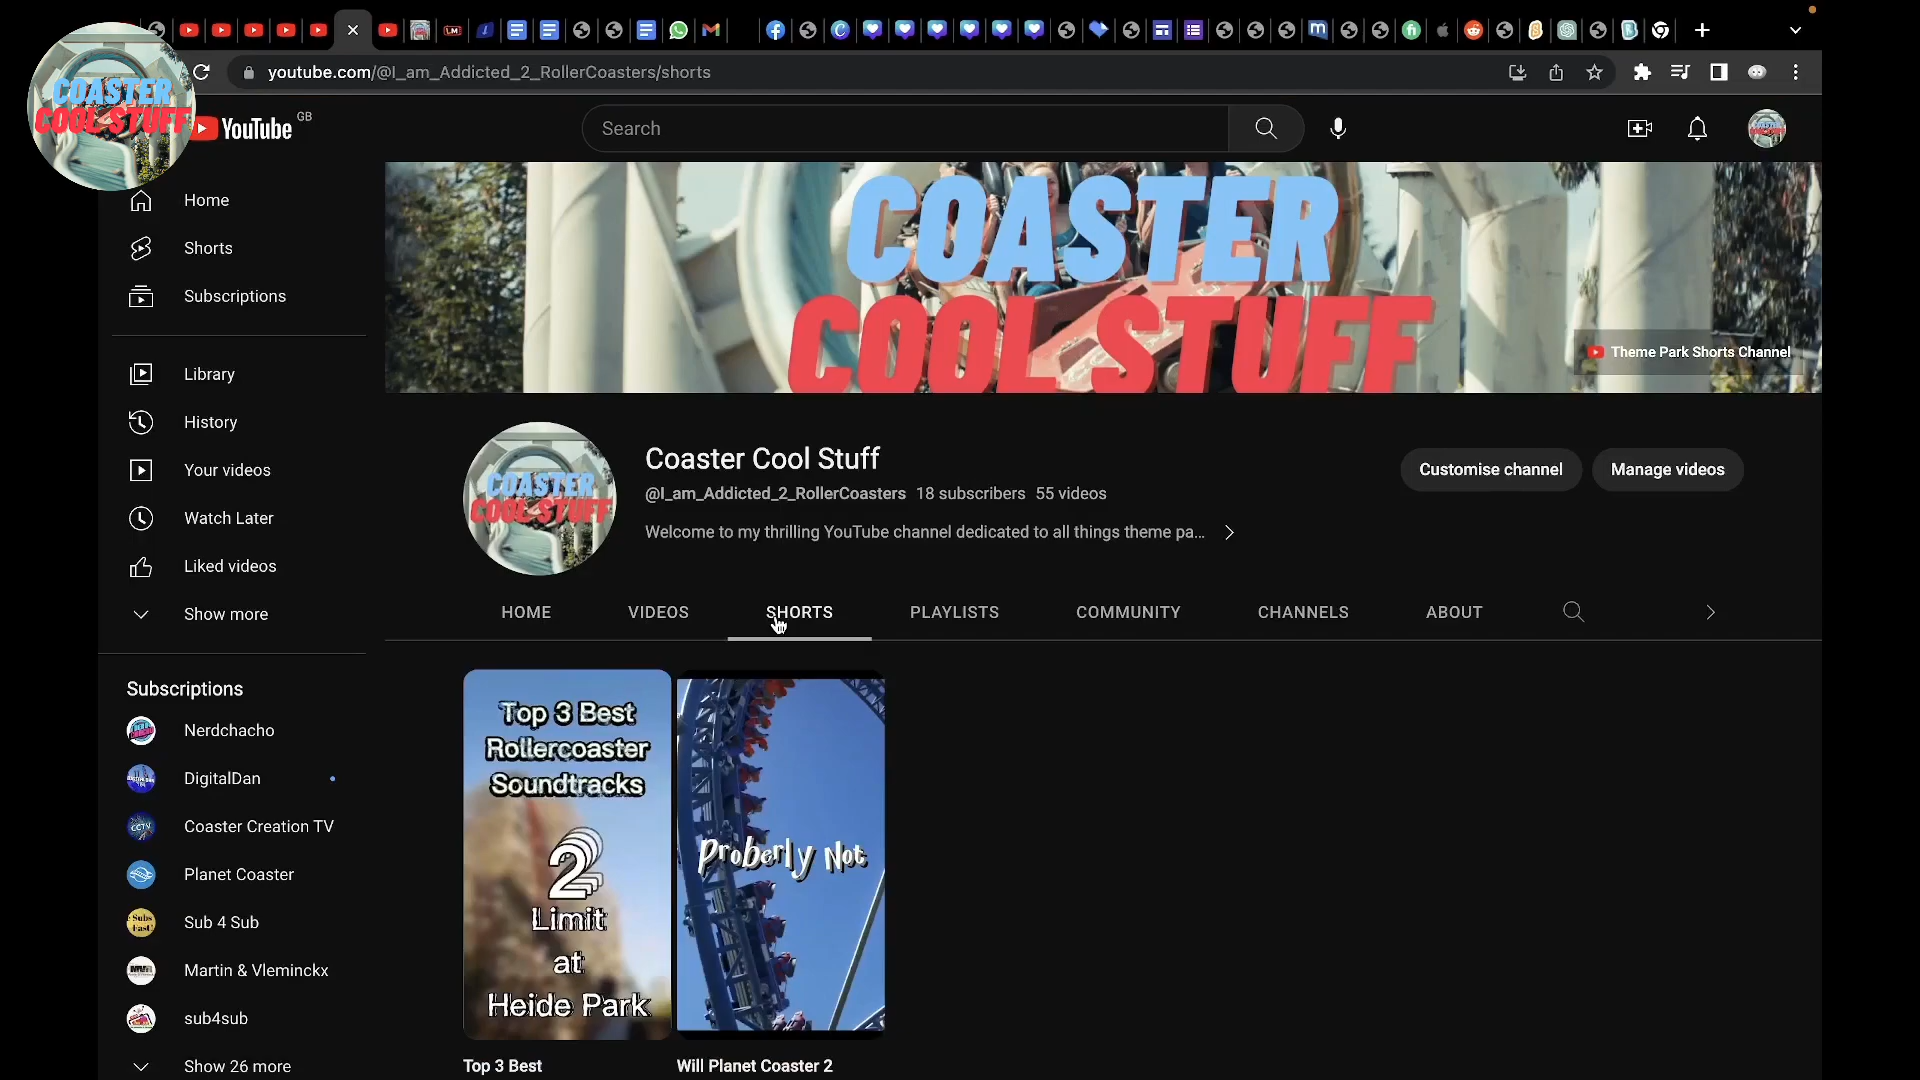 youtube.com/@I_am_Addicted_2_RollerCoasters/shorts
COASTER
COOL STUFF
YouTube GB
Search
Home
Shorts
Subscriptions
Library
History
Your videos
Watch Later
Liked videos
Show more
Subscriptions
Nerdchacho
DigitalDan
Coaster Creation TV
Planet Coaster
Sub 4 Sub
Martin & Vleminckx
sub4sub
Show 26 more
COASTER
COOL STUFF
Theme Park Shorts Channel
COASTER
COOL STUFF
Coaster Cool Stuff
@I_am_Addicted_2_RollerCoasters 18 subscribers 55 videos
Welcome to my thrilling YouTube channel dedicated to all things theme pa...
Customise channel
Manage videos
HOME VIDEOS SHORTS PLAYLISTS COMMUNITY CHANNELS ABOUT
Top 3 Best
Rollercoaster
Soundtracks
2
Limit
at
Heide Park
Proberly Not
Top 3 Best
Will Planet Coaster 2